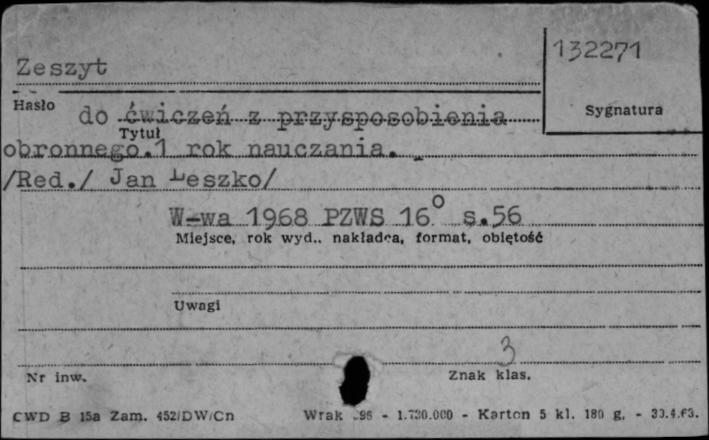 132271
Zeszyt
Hasło
Sygnatura
do ćwiczeń z przysposobienia
Tytuł
obronnego.1 rok nauczania.
/Red./ Jan Leszko/
W-wa 1968 PZWS 16° s.56
Miejsce, rok wyd., nakładca, format, objętość
Uwagi
3
Nr inw.
Znak klas.
CWD B 15a Zam. 452/DW/Cn Wrak 96 - 1.730.000 - Karton 5 kl. 180 g. - 30.4.63.